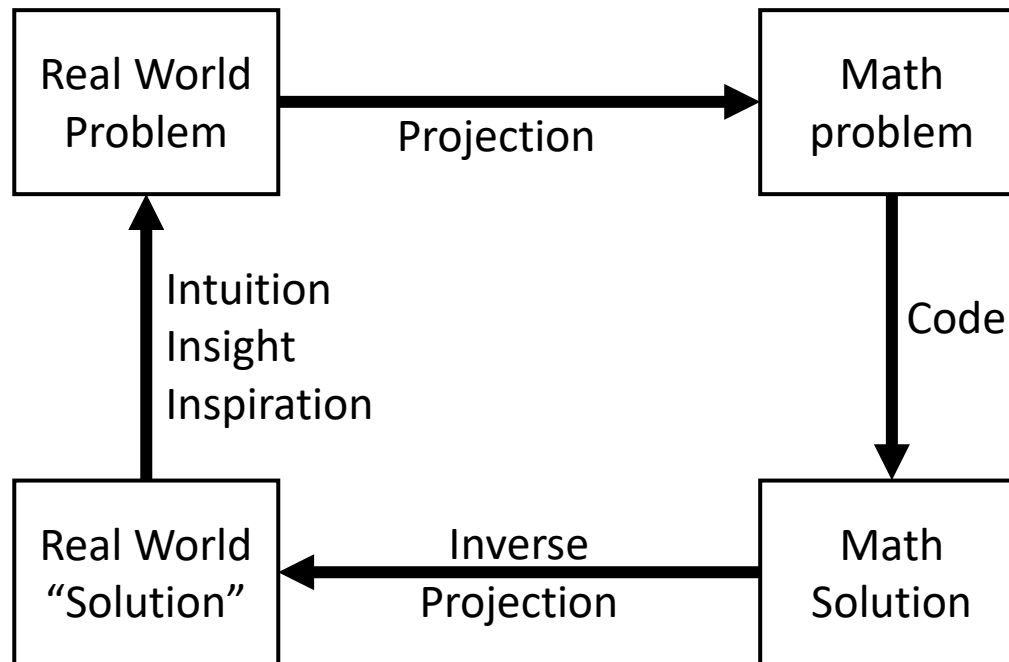 Real World
Problem
Projection
Math
problem
Intuition
Insight
Inspiration
Code
Real World
“Solution”
Inverse
Projection
Math
Solution